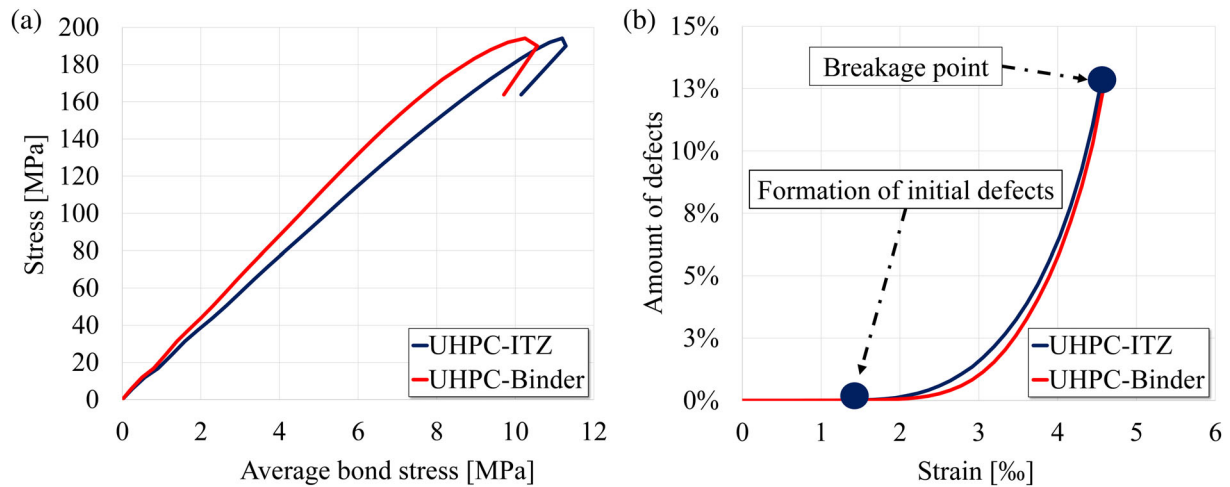 (a)
Stress [MPa]
200
180
160
140
120
100
80
60
40
20
0
0 2 4 6 8 10 12
Average bond stress [MPa]
UHPC-ITZ
UHPC-Binder
(b)
Amount of defects
15%
13%
10%
8%
5%
3%
0%
0 1 2 3 4 5 6
Strain [‰]
Breakage point
Formation of initial defects
UHPC-ITZ
UHPC-Binder